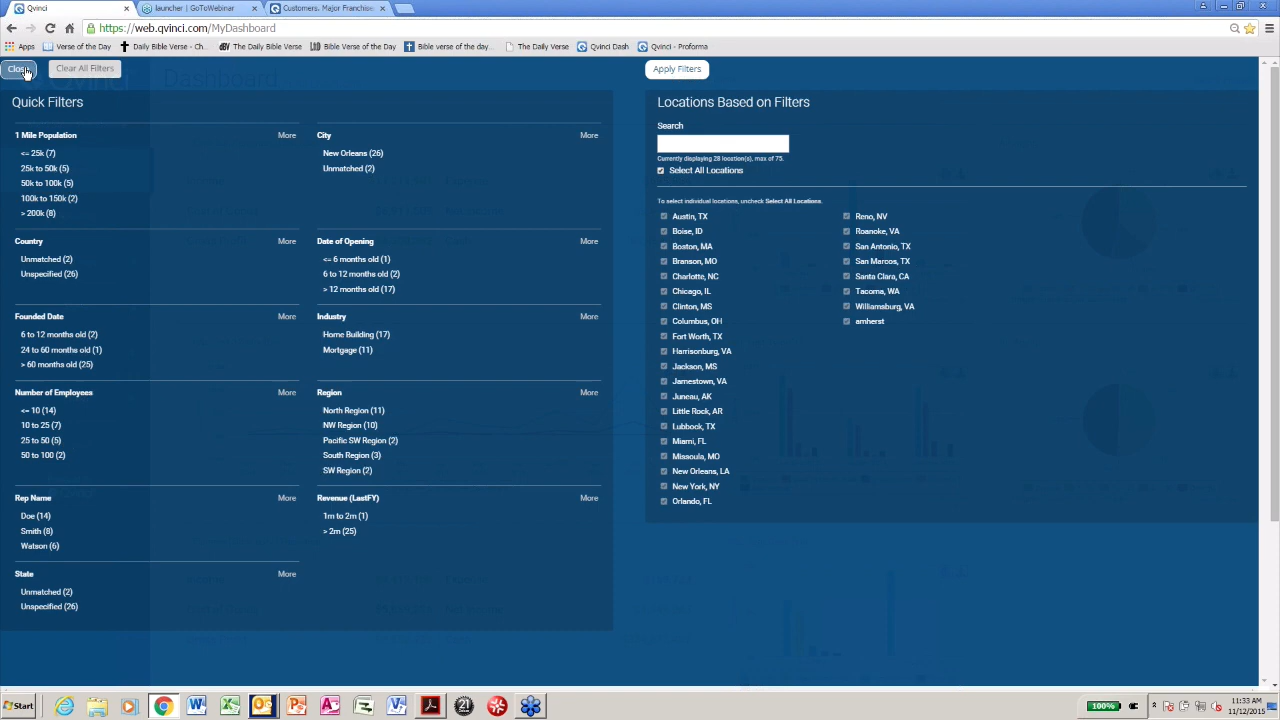 Qvinci
launcher | GoToWebinar
Customers. Major Franchise
https://web.qvinci.com/MyDashboard
Apps
Verse of the Day
Daily Bible Verse - Ch...
The Daily Bible Verse
Bible Verse of the Day
Bible verse of the day...
The Daily Verse
Qvinci Dash
Qvinci - Proforma
Clear All Filters
Dashboard
Apply Filters
Quick Filters
1 Mile Population
More
<= 25k (7)
25k to 50k (5)
50k to 100k (5)
100k to 150k (2)
> 200k (8)
City
More
New Orleans (26)
Unmatched (2)
Country
More
Unmatched (2)
Unspecified (26)
Date of Opening
More
<= 6 months old (1)
6 to 12 months old (2)
> 12 months old (17)
Founded Date
More
6 to 12 months old (2)
24 to 60 months old (1)
> 60 months old (25)
Industry
More
Home Building (17)
Mortgage (11)
Number of Employees
More
<= 10 (14)
10 to 25 (7)
25 to 50 (5)
50 to 100 (2)
Region
More
North Region (11)
NW Region (10)
Pacific SW Region (2)
South Region (3)
SW Region (2)
Rep Name
More
Doe (14)
Smith (8)
Watson (6)
Revenue (LastFY)
More
1m to 2m (1)
> 2m (25)
State
More
Unmatched (2)
Unspecified (26)
Locations Based on Filters
Search
Currently displaying 28 location(s), max of 75.
Select All Locations
To select individual locations, uncheck Select All Locations.
Austin, TX
Boise, ID
Boston, MA
Branson, MO
Charlotte, NC
Chicago, IL
Clinton, MS
Columbus, OH
Fort Worth, TX
Harrisonburg, VA
Jackson, MS
Jamestown, VA
Juneau, AK
Little Rock, AR
Lubbock, TX
Miami, FL
Missoula, MO
New Orleans, LA
New York, NY
Orlando, FL
Reno, NV
Roanoke, VA
San Antonio, TX
San Marcos, TX
Santa Clara, CA
Tacoma, WA
Williamsburg, VA
amherst
Start
100%
11:33 AM
11/12/2015